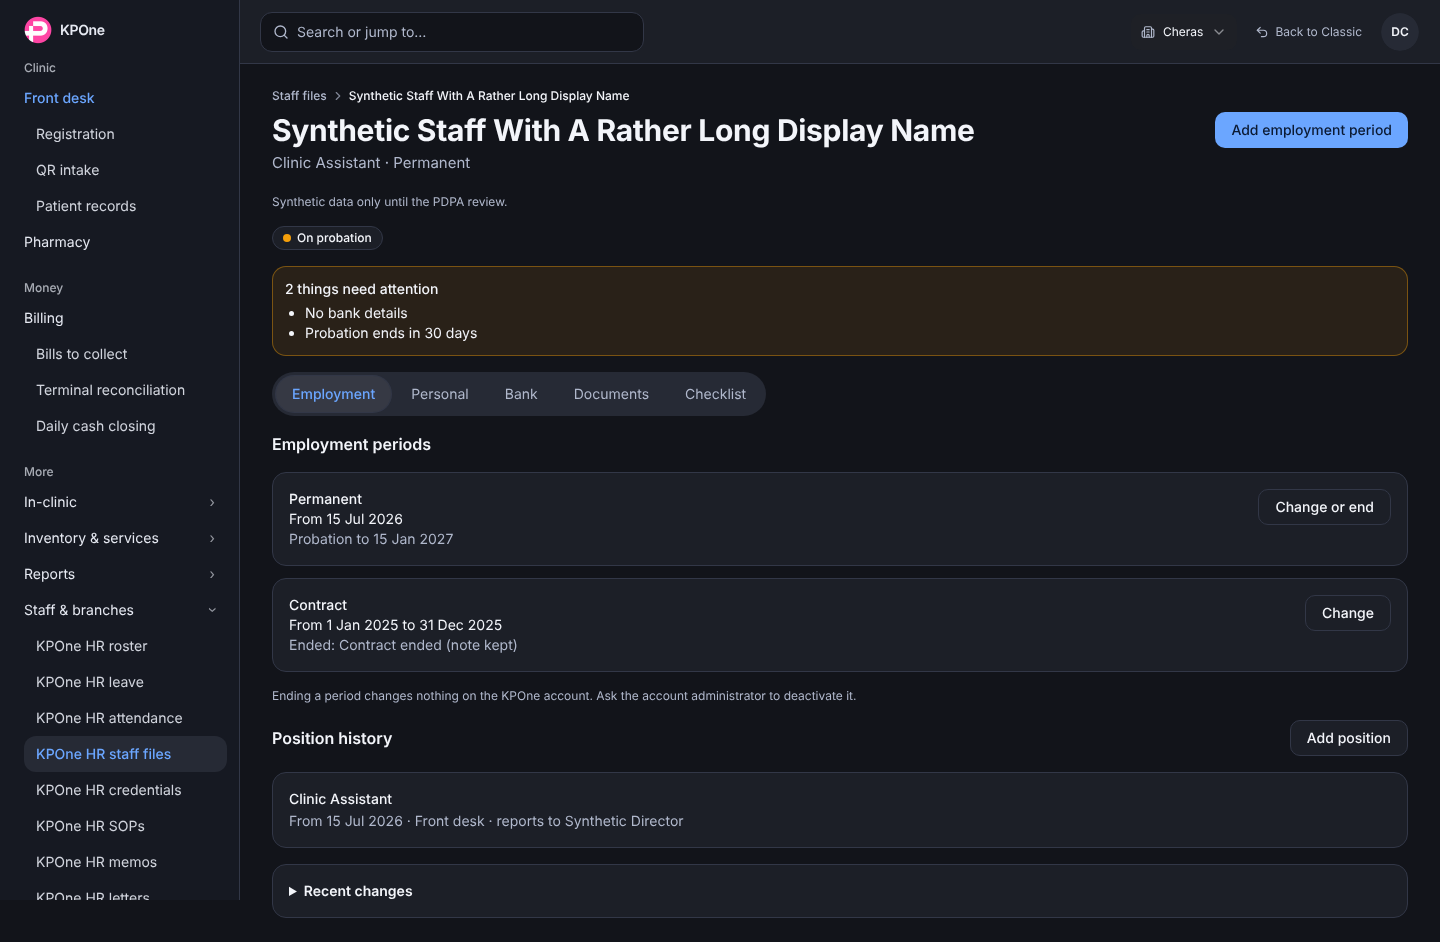 KPOne
Clinic
Front desk
Registration
QR intake
Patient records
Pharmacy
Money
Billing
Bills to collect
Terminal reconciliation
Daily cash closing
More
In-clinic
Inventory & services
Reports
Staff & branches
KPOne HR roster
KPOne HR leave
KPOne HR attendance
KPOne HR staff files
KPOne HR credentials
KPOne HR SOPs
KPOne HR memos
KPOne HR letters
Search or jump to...
Cheras
Back to Classic
DC
Staff files > Synthetic Staff With A Rather Long Display Name
Synthetic Staff With A Rather Long Display Name
Add employment period
Clinic Assistant · Permanent
Synthetic data only until the PDPA review.
On probation
2 things need attention
• No bank details
• Probation ends in 30 days
Employment Personal Bank Documents Checklist
Employment periods
Permanent
From 15 Jul 2026
Probation to 15 Jan 2027
Change or end
Contract
From 1 Jan 2025 to 31 Dec 2025
Ended: Contract ended (note kept)
Change
Ending a period changes nothing on the KPOne account. Ask the account administrator to deactivate it.
Position history
Add position
Clinic Assistant
From 15 Jul 2026 · Front desk · reports to Synthetic Director
Recent changes